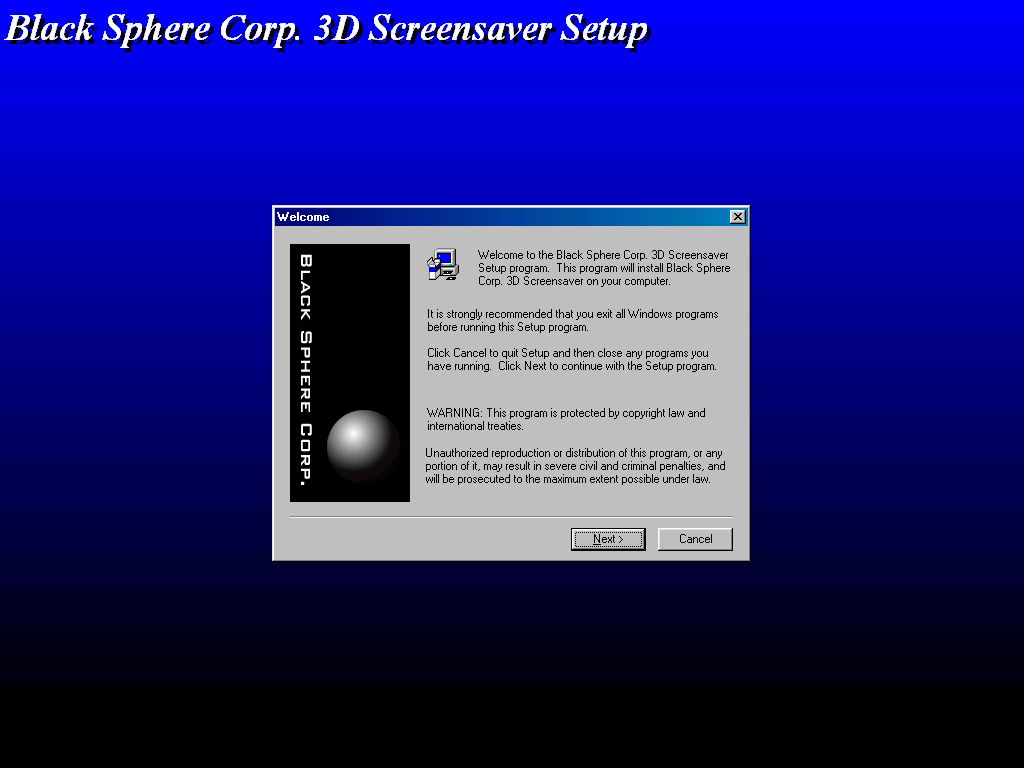 Black Sphere Corp. 3D Screensaver Setup
Welcome
BLACK SPHERE CORP.
Welcome to the Black Sphere Corp. 3D Screensaver
Setup program.  This program will install Black Sphere
Corp. 3D Screensaver on your computer.
It is strongly recommended that you exit all Windows programs
before running this Setup program.
Click Cancel to quit Setup and then close any programs you
have running.  Click Next to continue with the Setup program.
WARNING: This program is protected by copyright law and
international treaties.
Unauthorized reproduction or distribution of this program, or any
portion of it, may result in severe civil and criminal penalties, and
will be prosecuted to the maximum extent possible under law.
Next >
Cancel